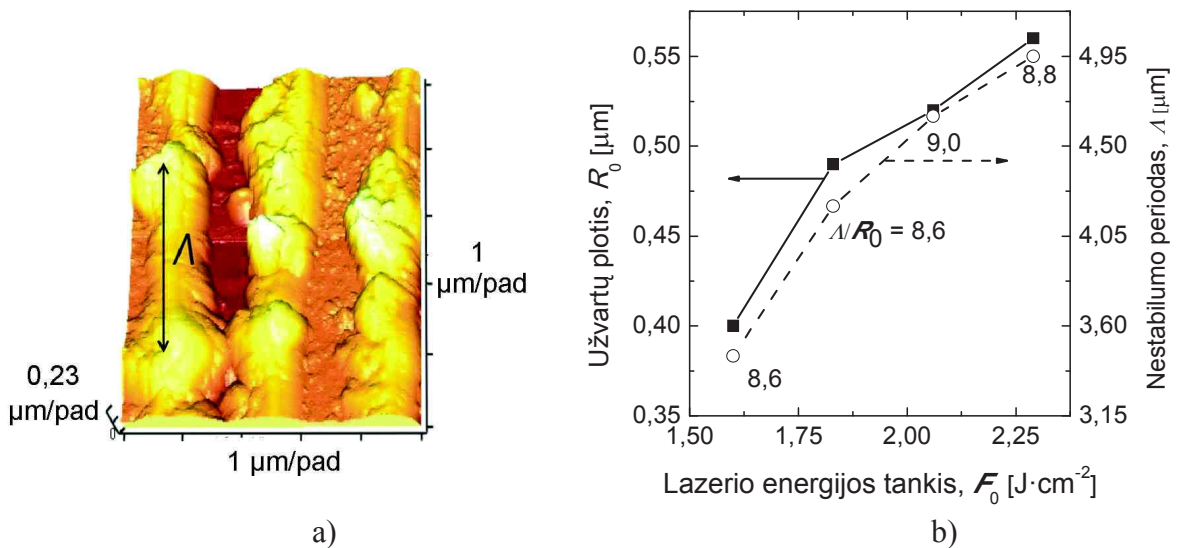 Λ
0,23
μm/pad
0
1 μm/pad
1
μm/pad
a)
Užvartų plotis, R₀ [μm]
0,55
0,50
0,45
0,40
0,35
4,95
4,50
4,05
3,60
3,15
Nestabilumo periodas, Λ [μm]
8,8
9,0
Λ/R₀ = 8,6
8,6
1,50
1,75
2,00
2,25
Lazerio energijos tankis, F₀ [J·cm⁻²]
b)